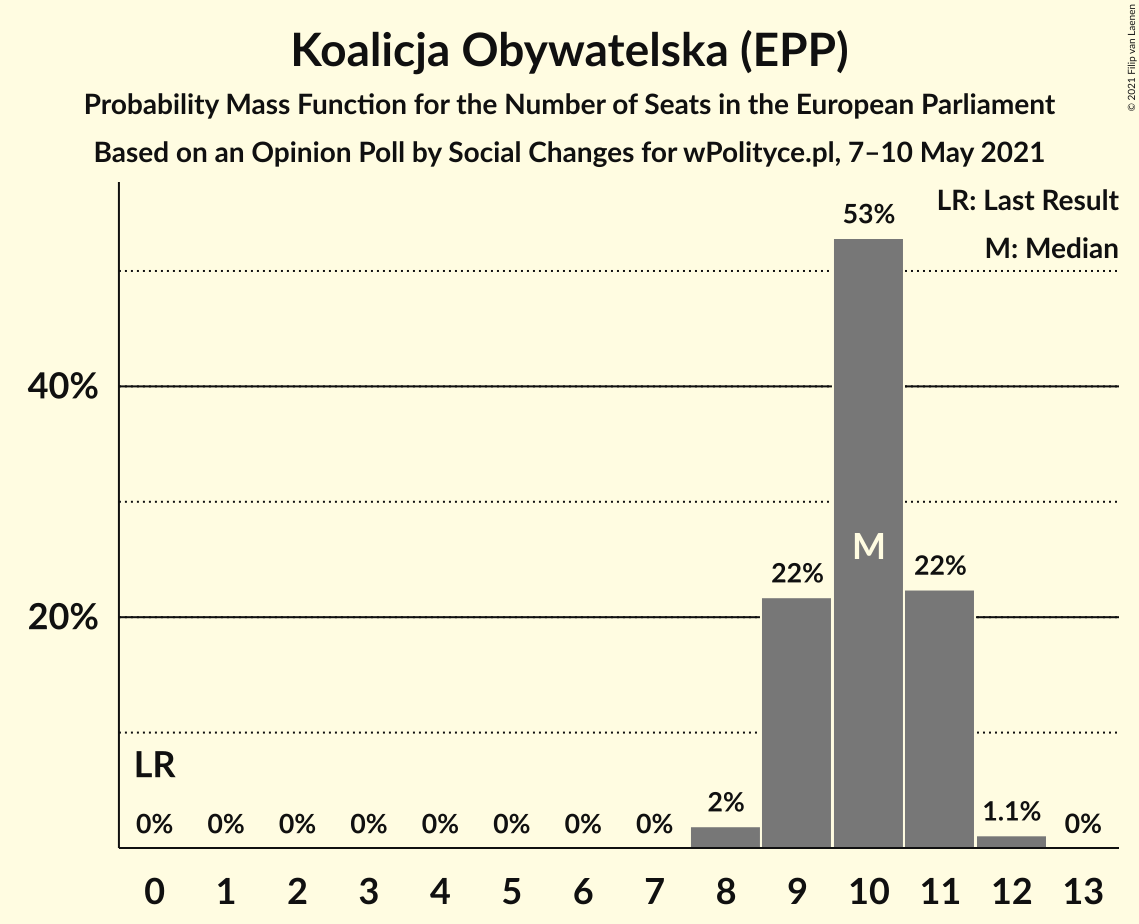 Koalicja Obywatelska (EPP)
Probability Mass Function for the Number of Seats in the European Parliament
Based on an Opinion Poll by Social Changes for wPolityce.pl, 7–10 May 2021
© 2021 Filip van Laenen
LR: Last Result
M: Median
53%
40%
M
22%
22%
20%
LR
0% 0% 0% 0% 0% 0% 0% 0% 2% 1.1% 0%
0 1 2 3 4 5 6 7 8 9 10 11 12 13